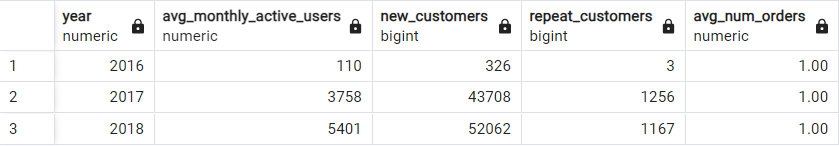 year avg_monthly_active_users new_customers repeat_customers avg_num_orders
numeric numeric bigint bigint numeric
1 2016 110 326 3 1.00
2 2017 3758 43708 1256 1.00
3 2018 5401 52062 1167 1.00